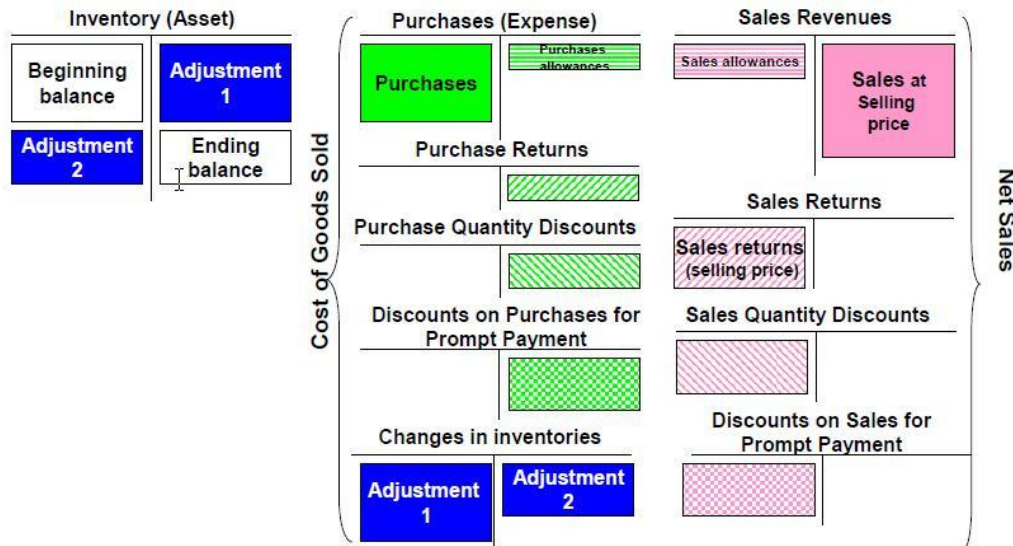 Inventory (Asset)
Beginning
balance
Adjustment
1
Adjustment
2
Ending
balance
Cost of Goods Sold
Purchases (Expense)
Purchases
Purchases
allowances
Purchase Returns
Purchase Quantity Discounts
Discounts on Purchases for
Prompt Payment
Changes in inventories
Adjustment
1
Adjustment
2
Sales Revenues
Sales allowances
Sales at
Selling
price
Sales Returns
Sales returns
(selling price)
Sales Quantity Discounts
Discounts on Sales for
Prompt Payment
Net Sales